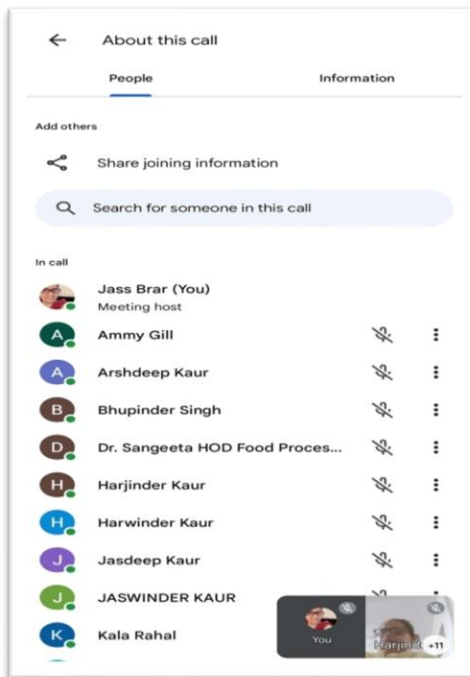 About this call
People Information
Add others
Share joining information
Search for someone in this call
In call
Jass Brar (You)
Meeting host
A Ammy Gill
A Arshdeep Kaur
B Bhupinder Singh
D Dr. Sangeeta HOD Food Proces...
H Harjinder Kaur
H Harwinder Kaur
J Jasdeep Kaur
J JASWINDER KAUR
K Kala Rahal
You Harjind +11